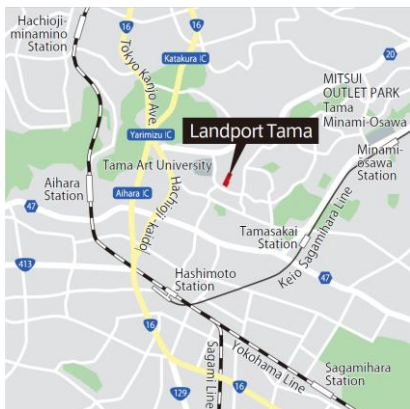 Hachioji-
minamino
Station
16
16
Katakura IC
20
Tokyo Kanjo Ave.
MITSUI
OUTLET PARK
Tama
Minami-Osawa
Yarimizu IC
Landport Tama
Tama Art University
Minami-
osawa
Station
Aihara
Station
Aihara IC
Hachioji-kaido
47
Tamasakai
Station
Keio Sagamihara Line
413
Hashimoto
Station
47
16
Sagami Line
Yokohama Line
Sagamihara
Station
129
16